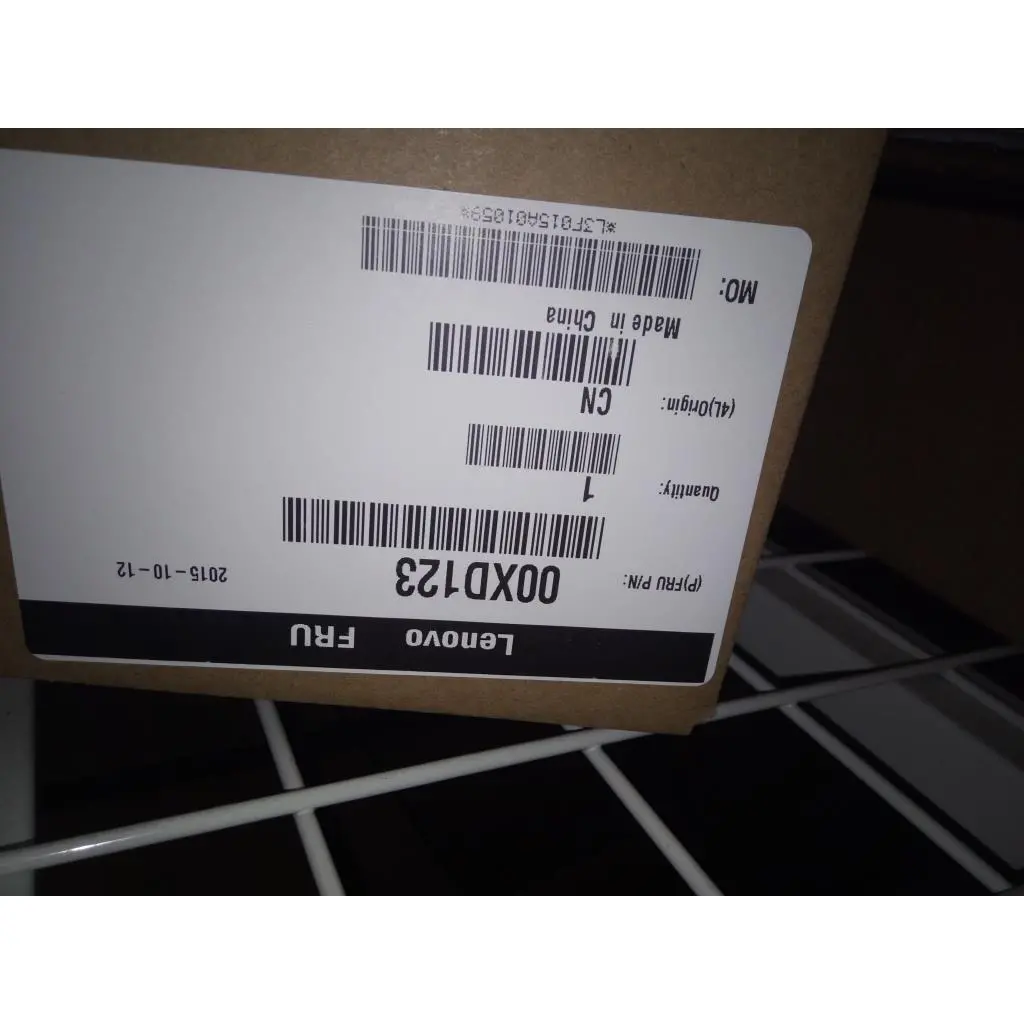 Lenovo FRU
(P)FRU P/N: 00XD123
2015-10-12
Quantity: 1
(4L)Origin: CN
Made in China
MO:
*L3F015A01059*